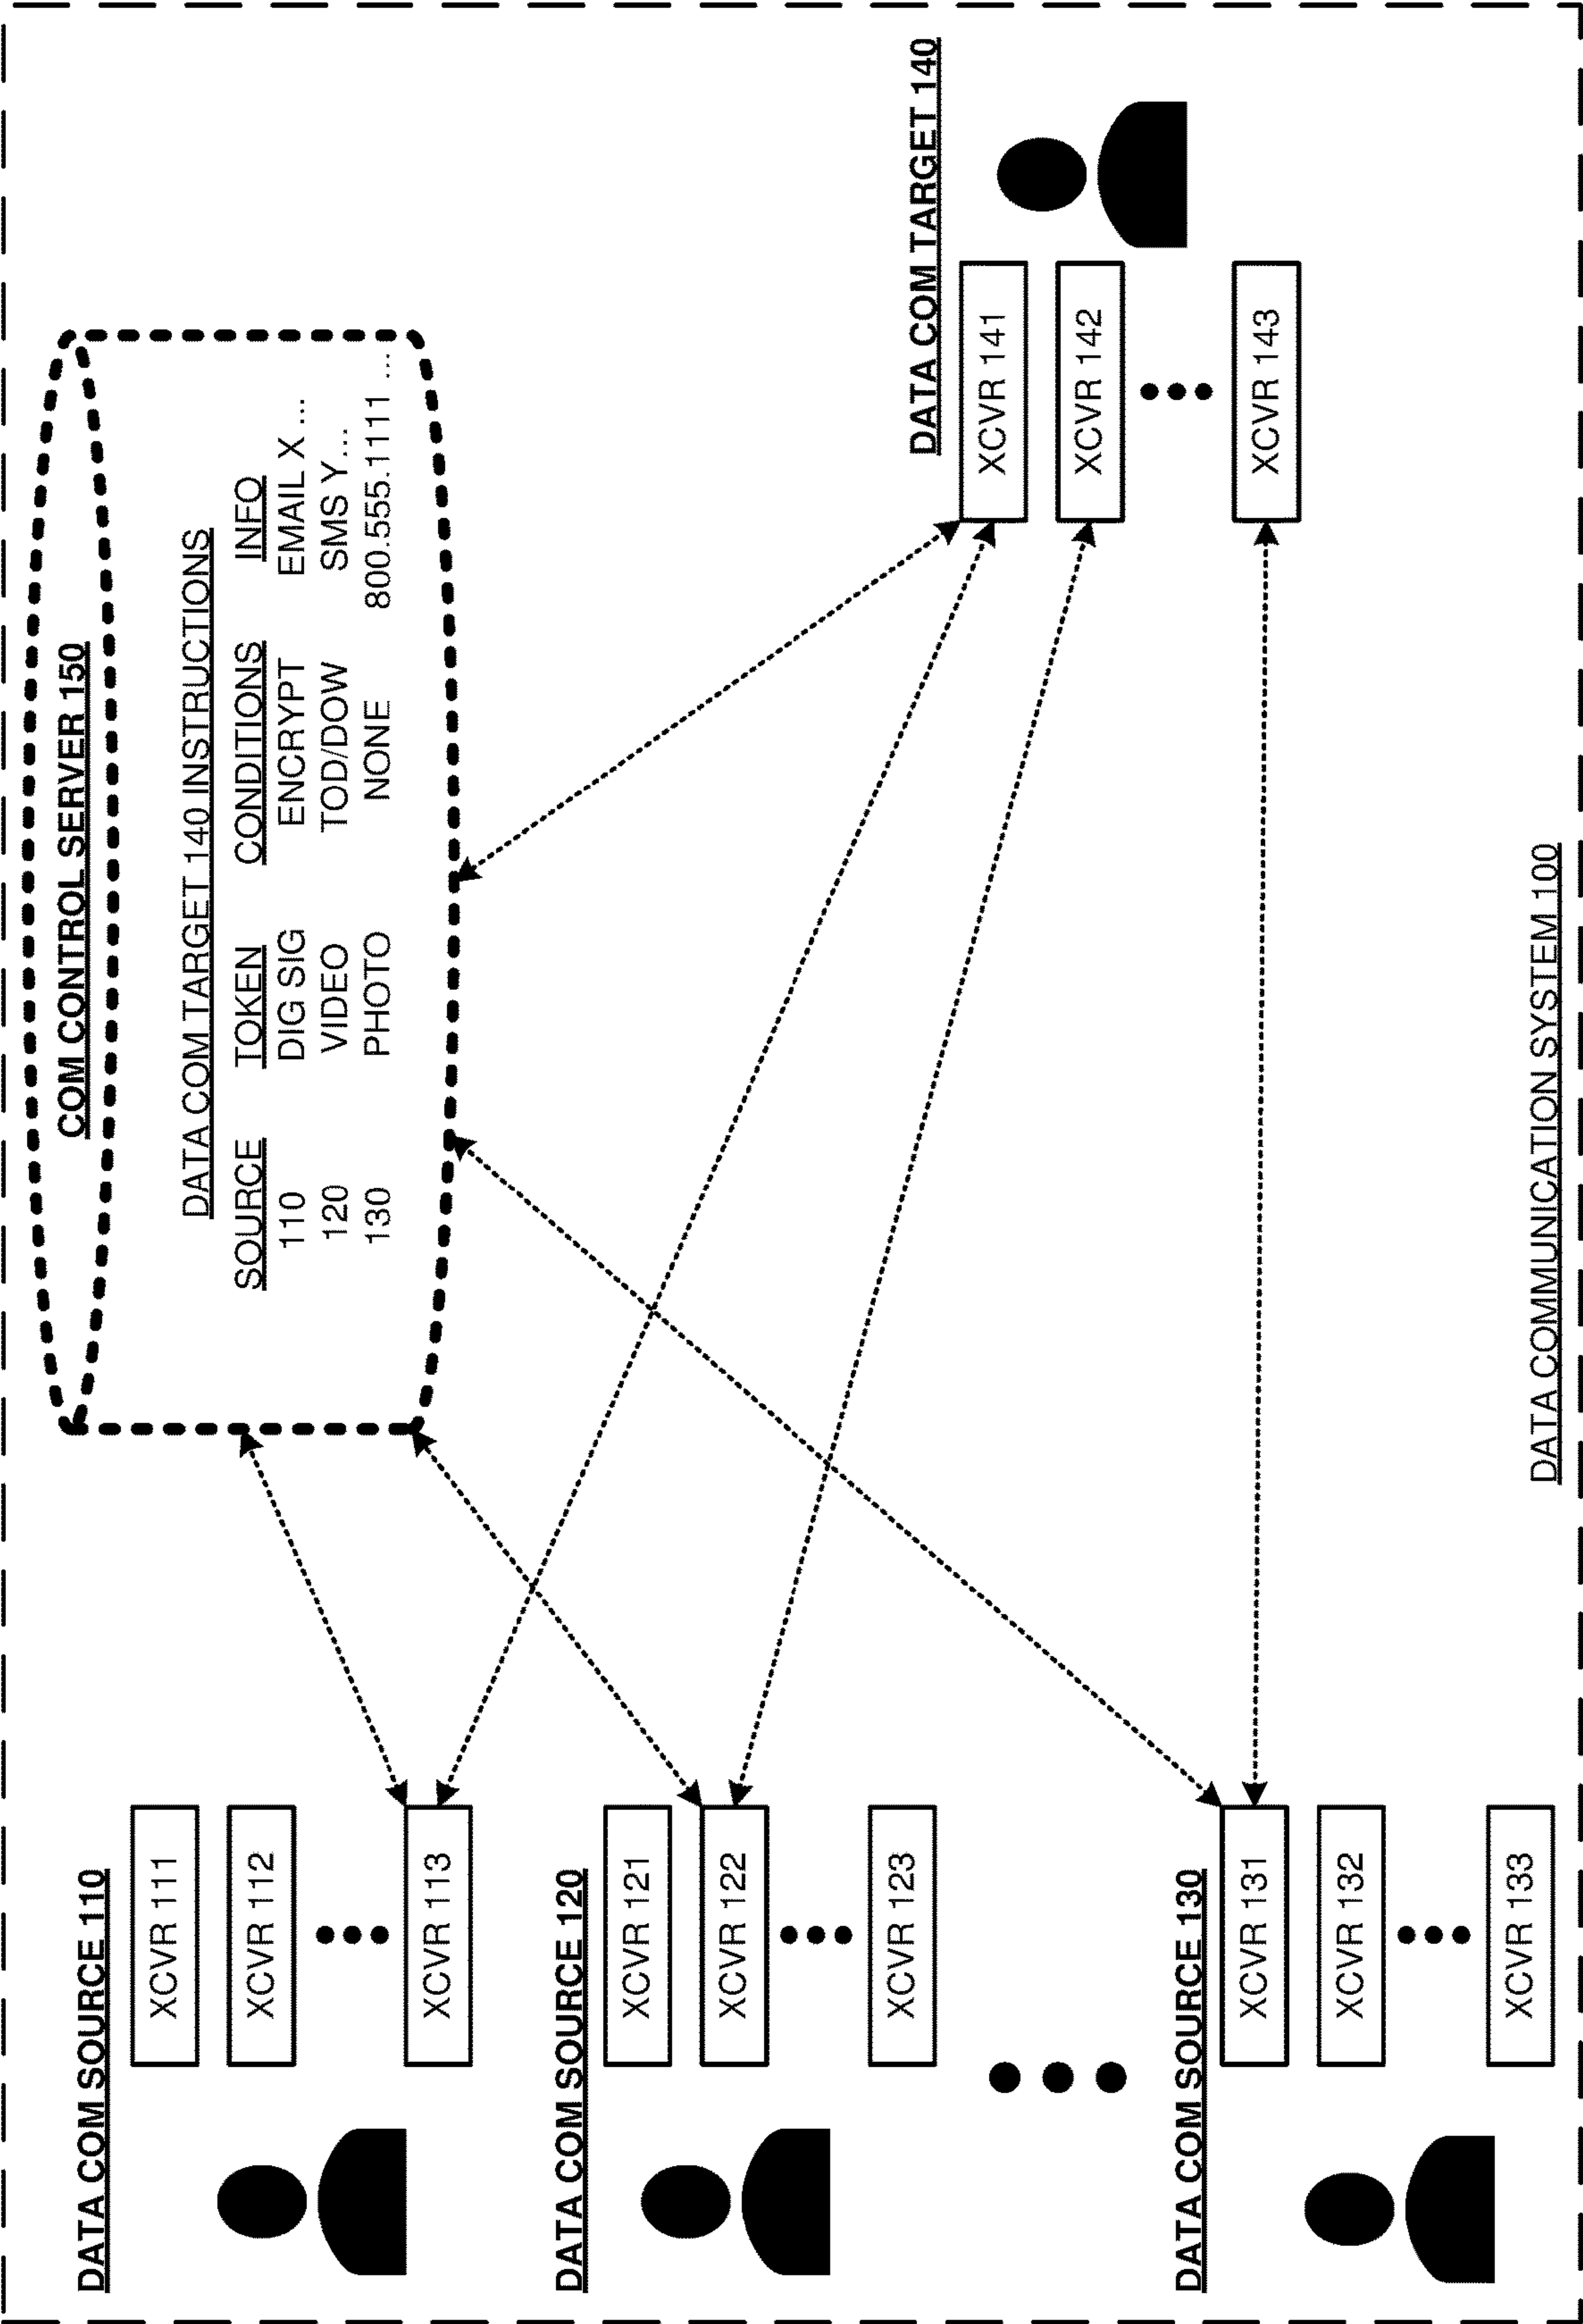 COM CONTROL SERVER 150
DATA COM TARGET 140 INSTRUCTIONS
SOURCE TOKEN CONDITIONS INFO
110 DIG SIG ENCRYPT EMAIL X ...
120 VIDEO TOD/DOW SMS Y...
130 PHOTO NONE 800.555.1111 ...
DATA COM SOURCE 110
XCVR 111
XCVR 112
XCVR 113
DATA COM SOURCE 120
XCVR 121
XCVR 122
XCVR 123
DATA COM SOURCE 130
XCVR 131
XCVR 132
XCVR 133
DATA COM TARGET 140
XCVR 141
XCVR 142
XCVR 143
DATA COMMUNICATION SYSTEM 100